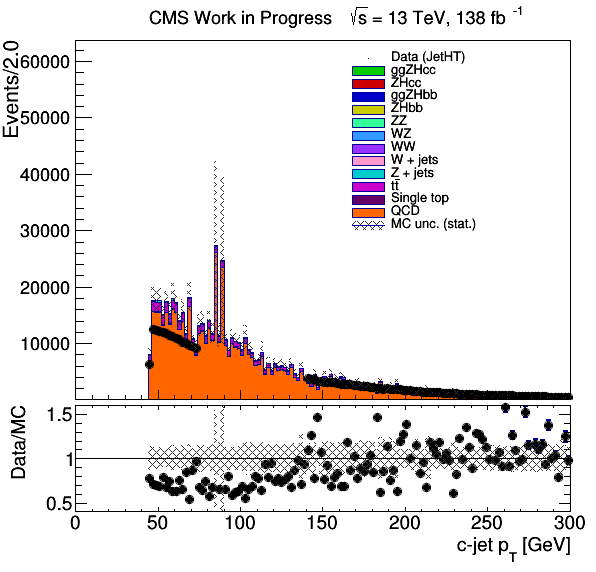 CMS Work in Progress √s = 13 TeV, 138 fb -1
Events/2.0
60000
50000
40000
30000
20000
10000
Data (JetHT)
ggZHcc
ZHcc
ggZHbb
ZHbb
ZZ
WZ
WW
W + jets
Z + jets
tt̄
Single top
QCD
MC unc. (stat.)
Data/MC
1.5
1
0.5
0 50 100 150 200 250 300
c-jet pT [GeV]